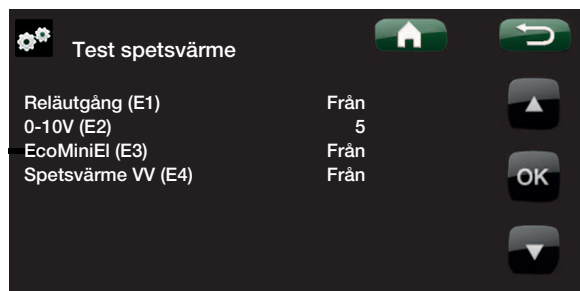 Test spetsvärme
Reläutgång (E1) Från
0-10V (E2) 5
EcoMiniEl (E3) Från
Spetsvärme VV (E4) Från
OK